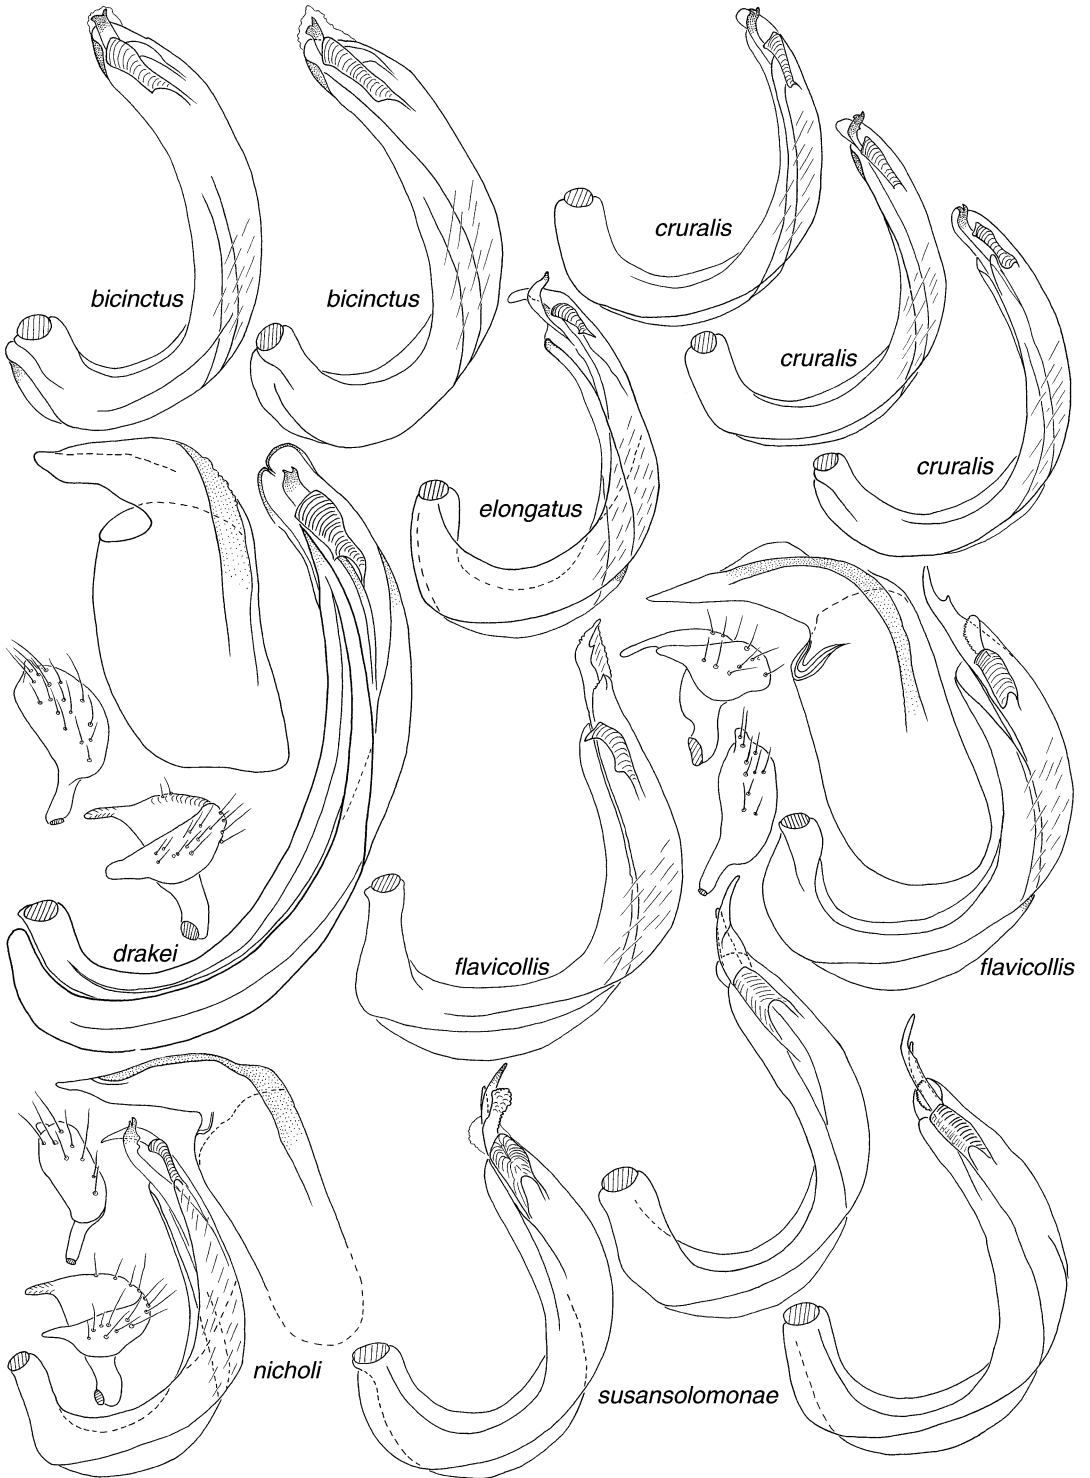 cruralis
bicinctus
bicinctus
cruralis
cruralis
elongatus
drakei
flavicollis
flavicollis
nicholi
susansolomonae